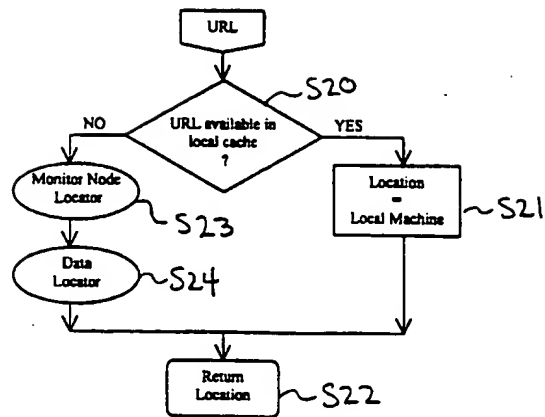 URL
S20
URL available in
local cache
?
NO
YES
Monitor Node
Locator
S23
Location
=
Local Machine
S21
Data
Locator
S24
Return
Location
S22